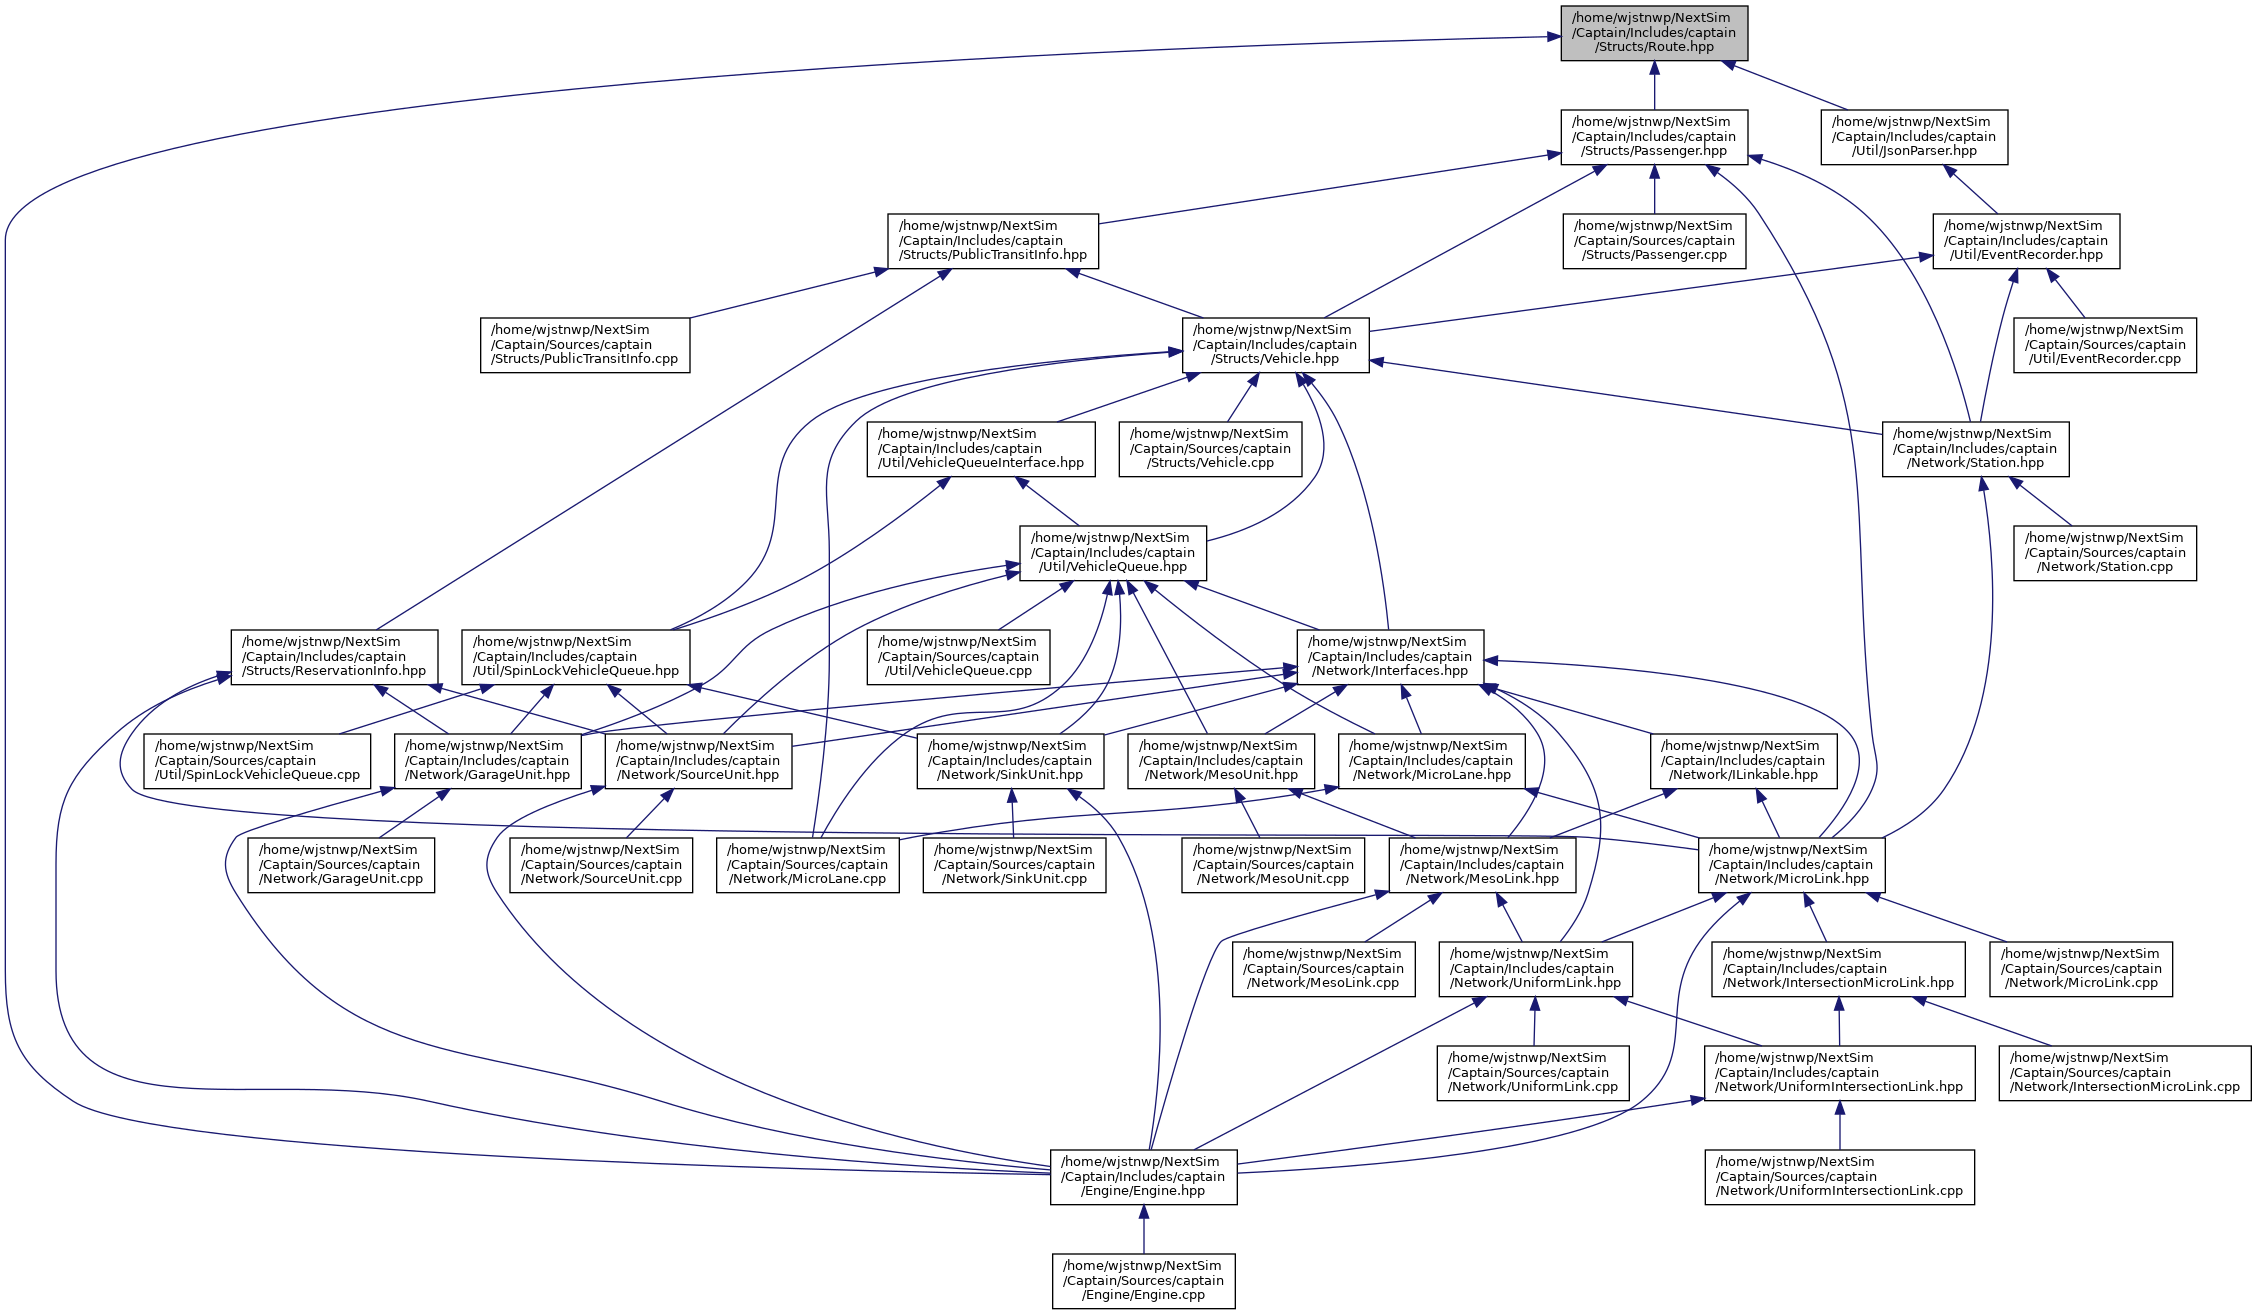 /home/wjstnwp/NextSim
/Captain/Includes/captain
/Structs/Route.hpp
/home/wjstnwp/NextSim
/Captain/Includes/captain
/Structs/Passenger.hpp
/home/wjstnwp/NextSim
/Captain/Includes/captain
/Util/JsonParser.hpp
/home/wjstnwp/NextSim
/Captain/Includes/captain
/Structs/PublicTransitInfo.hpp
/home/wjstnwp/NextSim
/Captain/Sources/captain
/Structs/Passenger.cpp
/home/wjstnwp/NextSim
/Captain/Includes/captain
/Util/EventRecorder.hpp
/home/wjstnwp/NextSim
/Captain/Sources/captain
/Structs/PublicTransitInfo.cpp
/home/wjstnwp/NextSim
/Captain/Includes/captain
/Structs/Vehicle.hpp
/home/wjstnwp/NextSim
/Captain/Sources/captain
/Util/EventRecorder.cpp
/home/wjstnwp/NextSim
/Captain/Includes/captain
/Util/VehicleQueueInterface.hpp
/home/wjstnwp/NextSim
/Captain/Sources/captain
/Structs/Vehicle.cpp
/home/wjstnwp/NextSim
/Captain/Includes/captain
/Network/Station.hpp
/home/wjstnwp/NextSim
/Captain/Includes/captain
/Util/VehicleQueue.hpp
/home/wjstnwp/NextSim
/Captain/Sources/captain
/Network/Station.cpp
/home/wjstnwp/NextSim
/Captain/Includes/captain
/Structs/ReservationInfo.hpp
/home/wjstnwp/NextSim
/Captain/Includes/captain
/Util/SpinLockVehicleQueue.hpp
/home/wjstnwp/NextSim
/Captain/Sources/captain
/Util/VehicleQueue.cpp
/home/wjstnwp/NextSim
/Captain/Includes/captain
/Network/Interfaces.hpp
/home/wjstnwp/NextSim
/Captain/Sources/captain
/Util/SpinLockVehicleQueue.cpp
/home/wjstnwp/NextSim
/Captain/Includes/captain
/Network/GarageUnit.hpp
/home/wjstnwp/NextSim
/Captain/Includes/captain
/Network/SourceUnit.hpp
/home/wjstnwp/NextSim
/Captain/Includes/captain
/Network/SinkUnit.hpp
/home/wjstnwp/NextSim
/Captain/Includes/captain
/Network/MesoUnit.hpp
/home/wjstnwp/NextSim
/Captain/Includes/captain
/Network/MicroLane.hpp
/home/wjstnwp/NextSim
/Captain/Includes/captain
/Network/ILinkable.hpp
/home/wjstnwp/NextSim
/Captain/Sources/captain
/Network/GarageUnit.cpp
/home/wjstnwp/NextSim
/Captain/Sources/captain
/Network/SourceUnit.cpp
/home/wjstnwp/NextSim
/Captain/Sources/captain
/Network/MicroLane.cpp
/home/wjstnwp/NextSim
/Captain/Sources/captain
/Network/SinkUnit.cpp
/home/wjstnwp/NextSim
/Captain/Sources/captain
/Network/MesoUnit.cpp
/home/wjstnwp/NextSim
/Captain/Includes/captain
/Network/MesoLink.hpp
/home/wjstnwp/NextSim
/Captain/Includes/captain
/Network/MicroLink.hpp
/home/wjstnwp/NextSim
/Captain/Sources/captain
/Network/MesoLink.cpp
/home/wjstnwp/NextSim
/Captain/Includes/captain
/Network/UniformLink.hpp
/home/wjstnwp/NextSim
/Captain/Includes/captain
/Network/IntersectionMicroLink.hpp
/home/wjstnwp/NextSim
/Captain/Sources/captain
/Network/MicroLink.cpp
/home/wjstnwp/NextSim
/Captain/Sources/captain
/Network/UniformLink.cpp
/home/wjstnwp/NextSim
/Captain/Includes/captain
/Network/UniformIntersectionLink.hpp
/home/wjstnwp/NextSim
/Captain/Sources/captain
/Network/IntersectionMicroLink.cpp
/home/wjstnwp/NextSim
/Captain/Includes/captain
/Engine/Engine.hpp
/home/wjstnwp/NextSim
/Captain/Sources/captain
/Network/UniformIntersectionLink.cpp
/home/wjstnwp/NextSim
/Captain/Sources/captain
/Engine/Engine.cpp